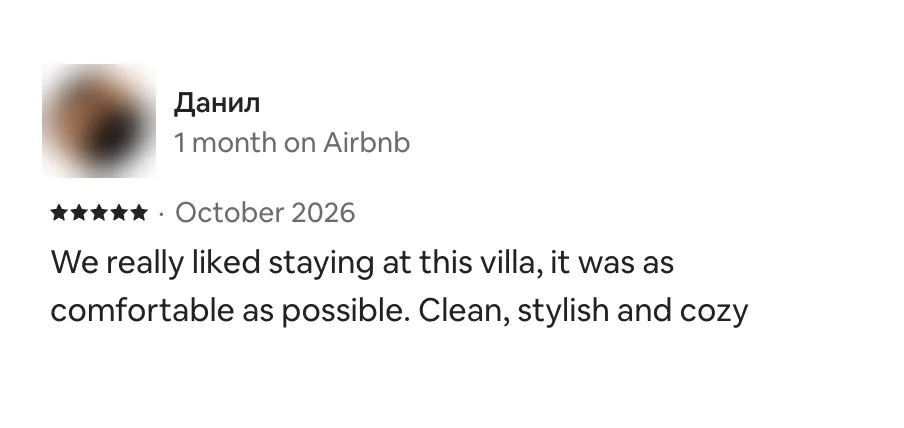 Данил
1 month on Airbnb
★★★★★ · October 2026
We really liked staying at this villa, it was as
comfortable as possible. Clean, stylish and cozy